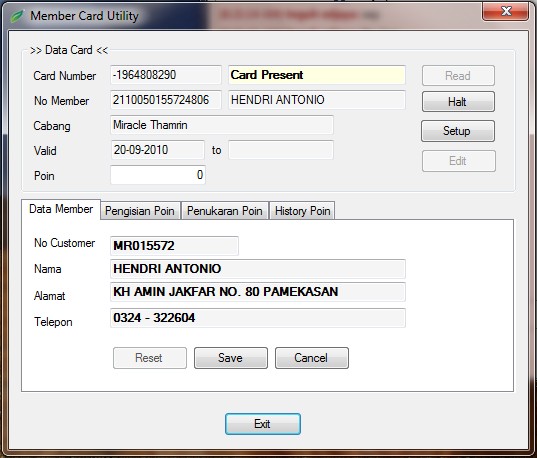 Member Card Utility
>> Data Card <<
Card Number -1964808290 Card Present Read
No Member 2110050155724806 HENDRI ANTONIO Halt
Cabang Miracle Thamrin Setup
Valid 20-09-2010 to Edit
Poin 0
Data Member Pengisian Poin Penukaran Poin History Poin
No Customer MR015572
Nama HENDRI ANTONIO
Alamat KH AMIN JAKFAR NO. 80 PAMEKASAN
Telepon 0324 - 322604
Reset Save Cancel
Exit